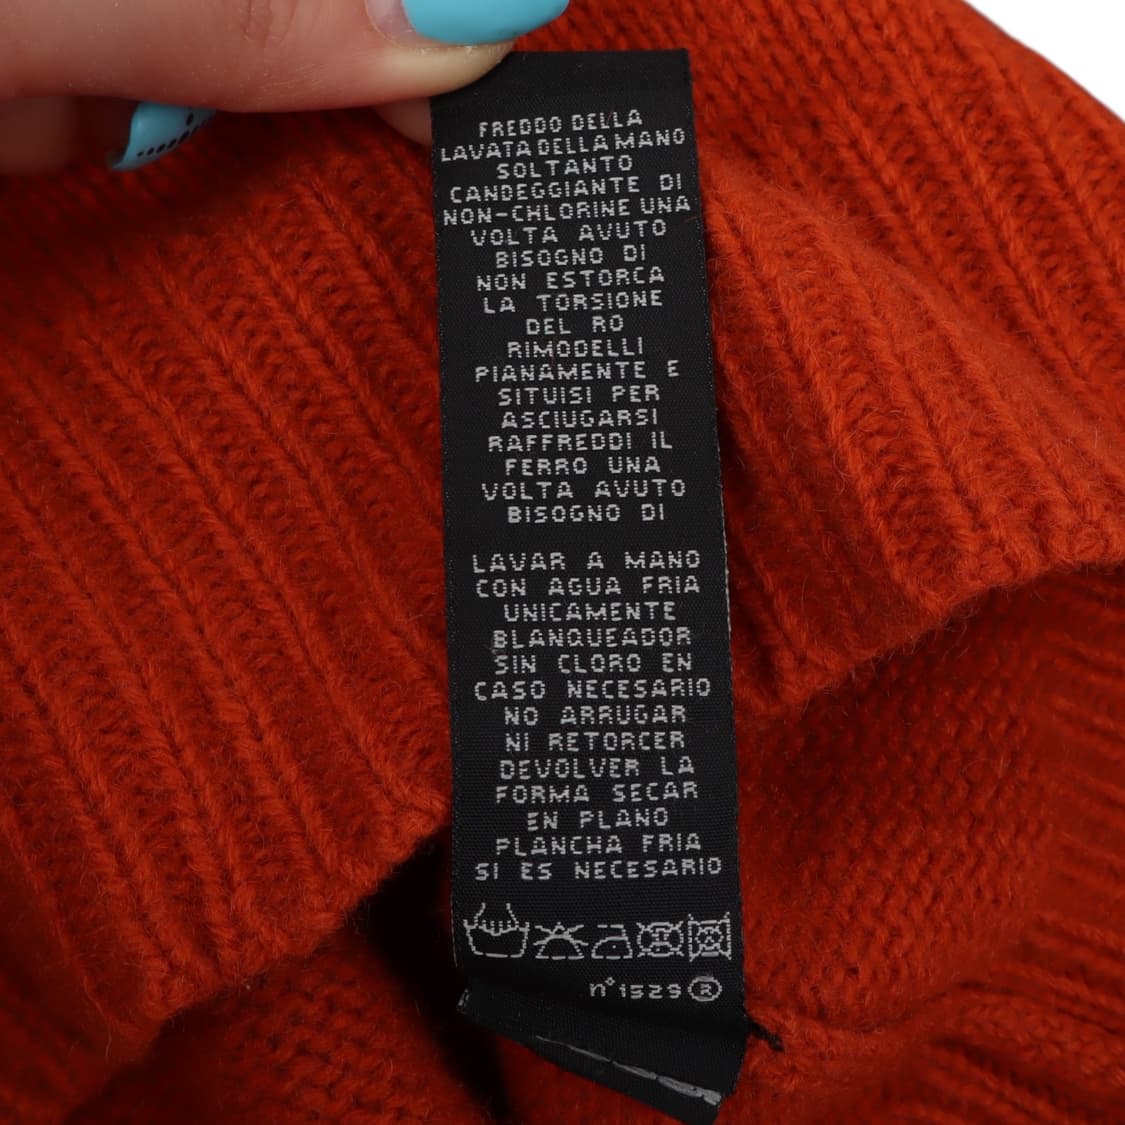 FREDDO DELLA
LAVATA DELLA MANO
SOLTANTO
CANDEGGIANTE DI
NON-CHLORINE UNA
VOLTA AVUTO
BISOGNO DI
NON ESTORCA
LA TORSIONE
DEL RO
RIMODELLI
PIANAMENTE E
SITUISI PER
ASCIUGARSI
RAFFREDDI IL
FERRO UNA
VOLTA AVUTO
BISOGNO DI
LAVAR A MANO
CON AGUA FRIA
UNICAMENTE
BLANQUEADOR
SIN CLORO EN
CASO NECESARIO
NO ARRUGAR
NI RETORCER
DEVOLVER LA
FORMA SECAR
EN PLANO
PLANCHA FRIA
SI ES NECESARIO
n° 1529 ®